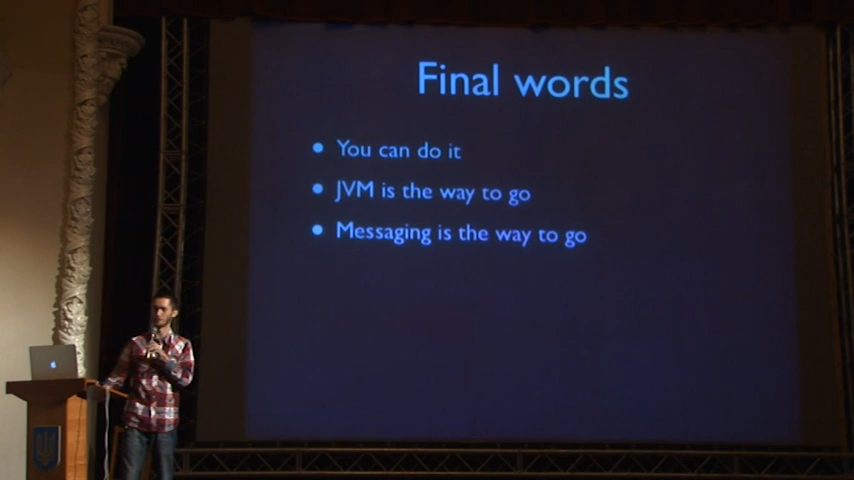 Final words
• You can do it
• JVM is the way to go
• Messaging is the way to go